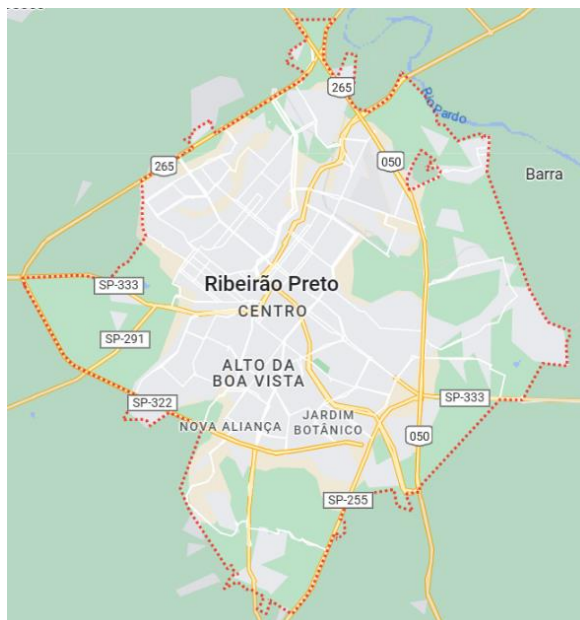 265
Rio Pardo
050
265
Barra
Ribeirão Preto
SP-333
CENTRO
SP-291
ALTO DA
BOA VISTA
SP-333
SP-322
JARDIM
BOTÂNICO
NOVA ALIANÇA
050
SP-255